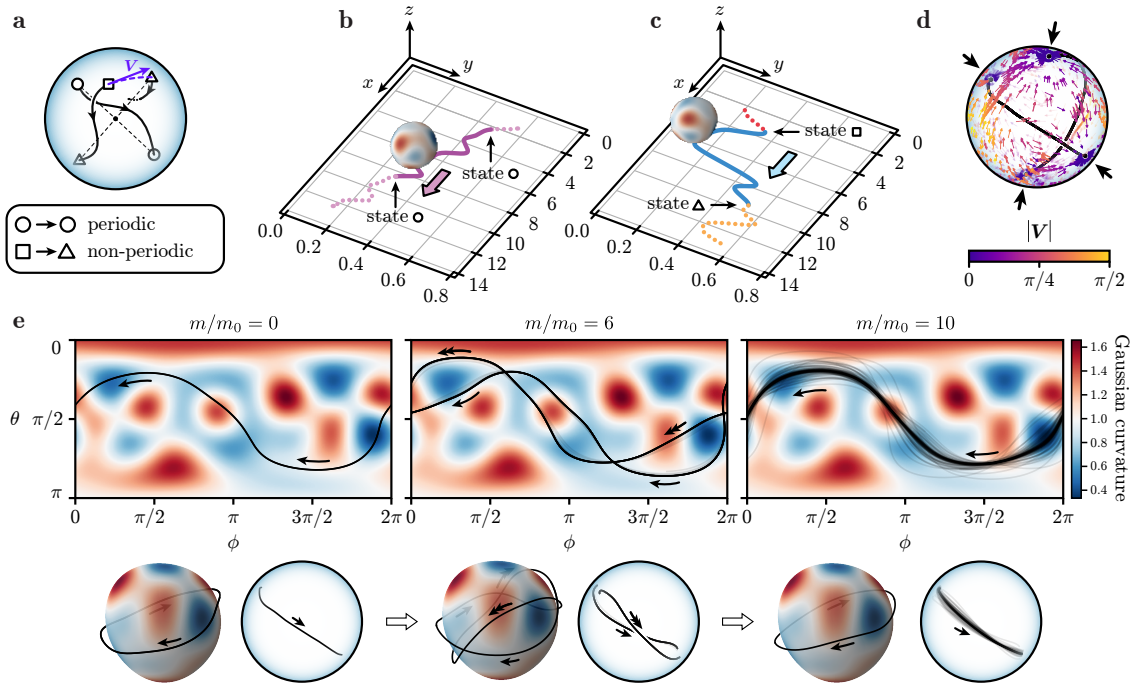 a
V
periodic
non-periodic
b
z
x
y
0
2
4
6
8
10
12
14
0.0
0.2
0.4
0.6
0.8
state
state
c
z
x
y
state
state
0
2
4
6
8
10
12
14
0.0
0.2
0.4
0.6
0.8
d
|V|
0 π/4 π/2
e
m/m₀ = 0
m/m₀ = 6
m/m₀ = 10
0
θ π/2
π
0 π/2 π 3π/2 2π
ϕ
0 π/2 π 3π/2 2π
ϕ
0 π/2 π 3π/2 2π
ϕ
1.6
1.4
1.2
1.0
0.8
0.6
0.4
Gaussian curvature